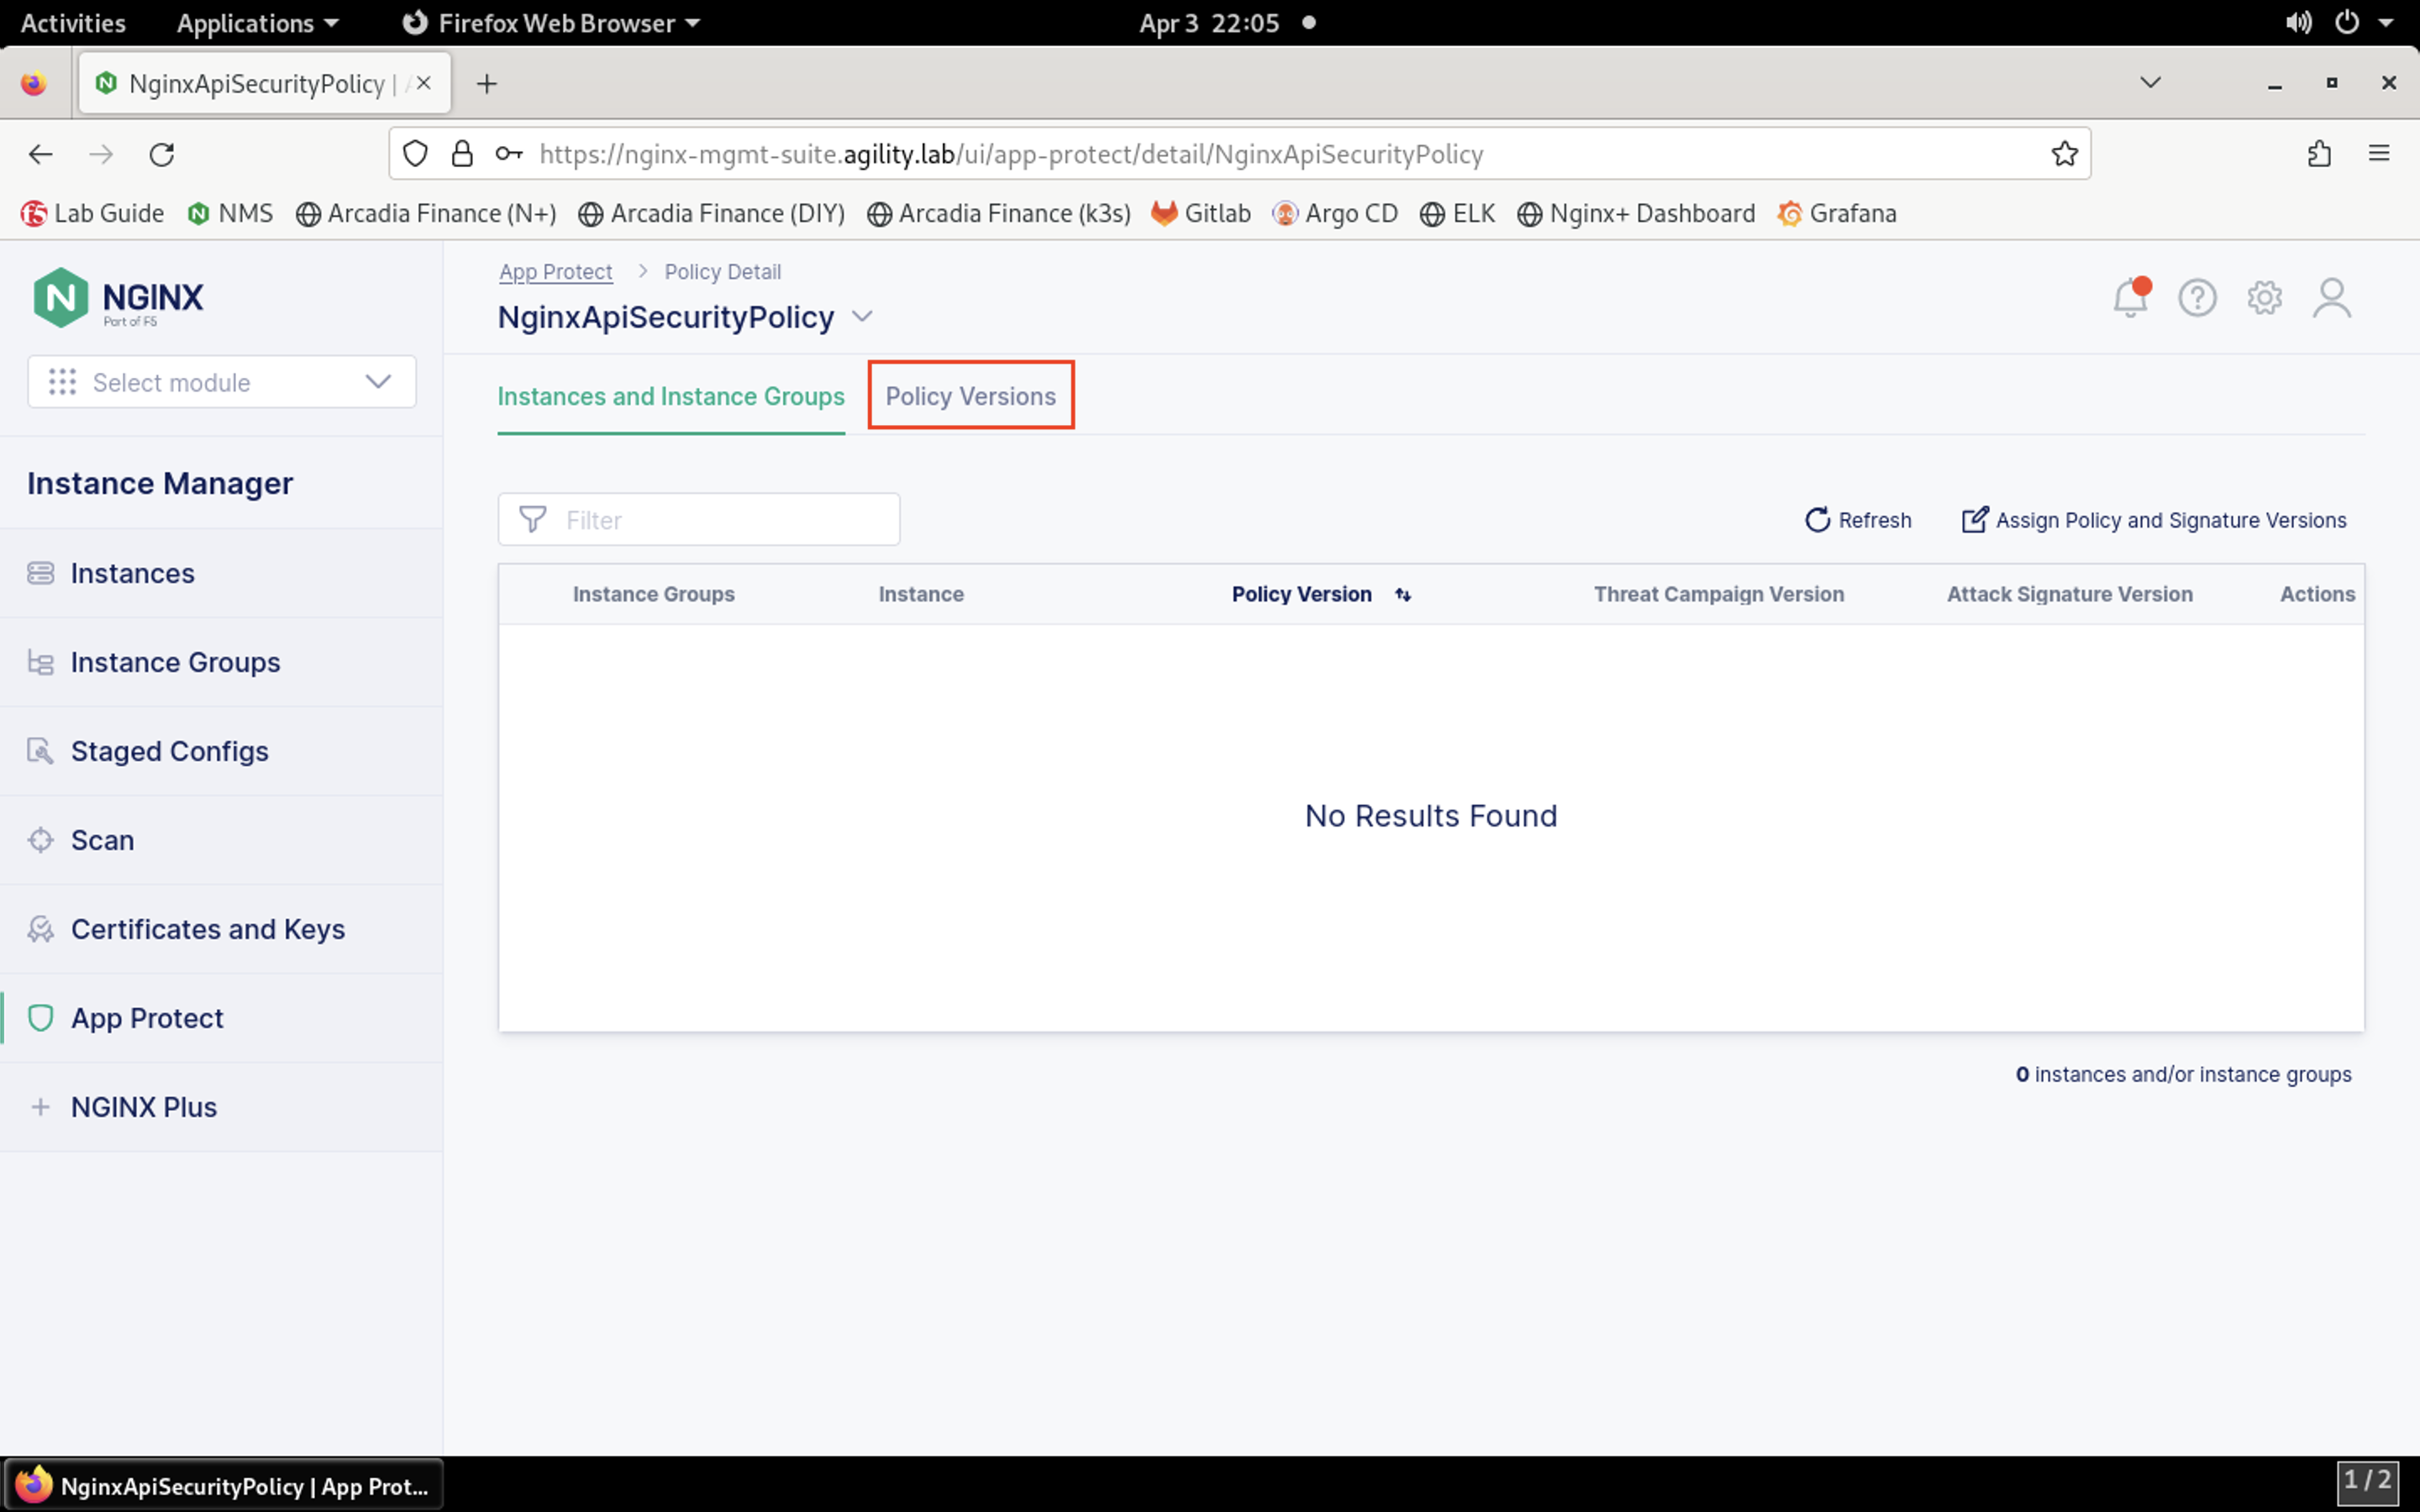 Activities Applications Firefox Web Browser Apr 3 22:05
NginxApiSecurityPolicy |
https://nginx-mgmt-suite.agility.lab/ui/app-protect/detail/NginxApiSecurityPolicy
Lab Guide NMS Arcadia Finance (N+) Arcadia Finance (DIY) Arcadia Finance (k3s) Gitlab Argo CD ELK Nginx+ Dashboard Grafana
NGINX
Part of F5
Select module
Instance Manager
Instances
Instance Groups
Staged Configs
Scan
Certificates and Keys
App Protect
NGINX Plus
App Protect > Policy Detail
NginxApiSecurityPolicy
Instances and Instance Groups Policy Versions
Filter Refresh Assign Policy and Signature Versions
Instance Groups Instance Policy Version Threat Campaign Version Attack Signature Version Actions
No Results Found
0 instances and/or instance groups
NginxApiSecurityPolicy | App Prot... 1 / 2